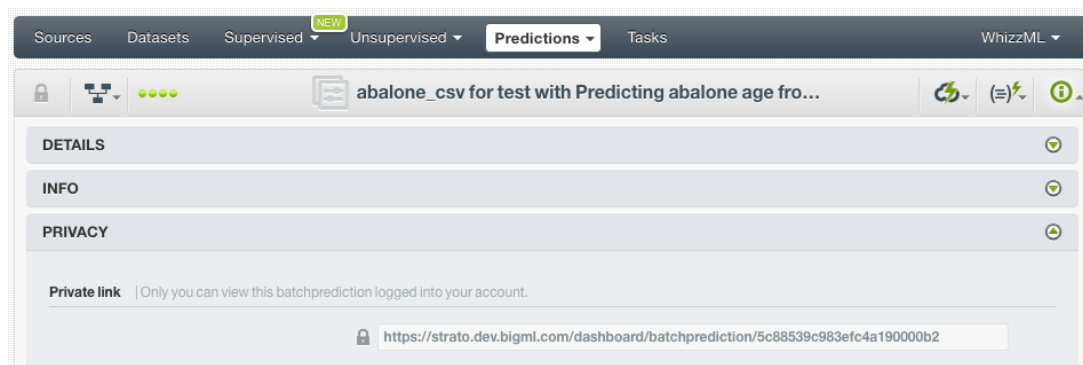 NEW
Sources Datasets Supervised Unsupervised Predictions Tasks WhizzML
abalone_csv for test with Predicting abalone age fro...
DETAILS
INFO
PRIVACY
Private link | Only you can view this batchprediction logged into your account.
https://strato.dev.bigml.com/dashboard/batchprediction/5c88539c983efc4a190000b2